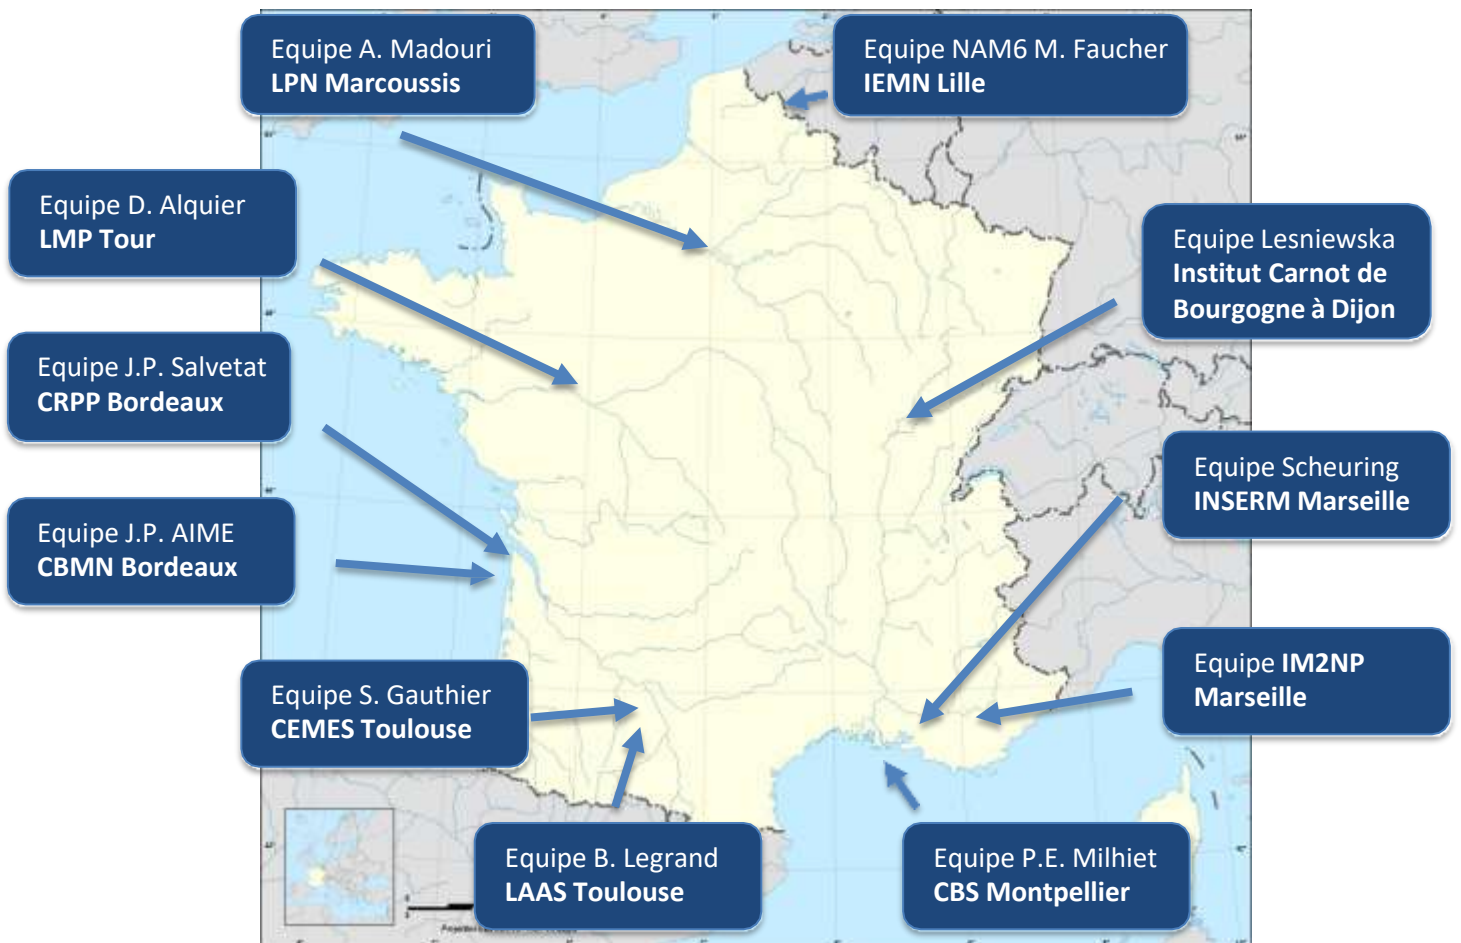 Equipe A. Madouri
LPN Marcoussis
Equipe NAM6 M. Faucher
IEMN Lille
Equipe D. Alquier
LMP Tour
Equipe Lesniewska
Institut Carnot de
Bourgogne à Dijon
Equipe J.P. Salvetat
CRPP Bordeaux
Equipe Scheuring
INSERM Marseille
Equipe J.P. AIME
CBMN Bordeaux
Equipe IM2NP
Marseille
Equipe S. Gauthier
CEMES Toulouse
Equipe B. Legrand
LAAS Toulouse
Equipe P.E. Milhiet
CBS Montpellier